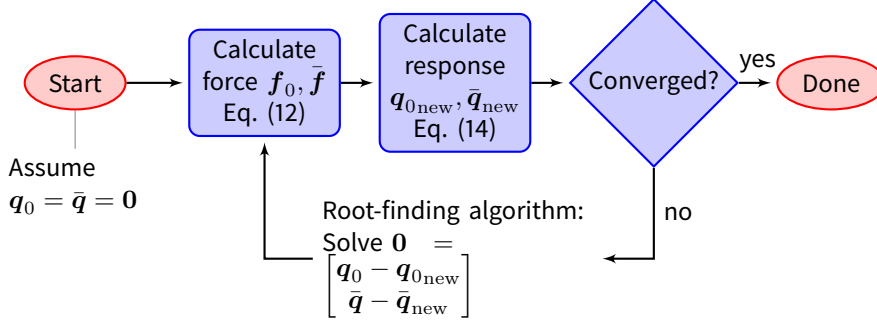 Start
Assume
q₀ = q̄ = 0
Calculate
force f₀, f̄
Eq. (12)
Calculate
response
q₀new, q̄new
Eq. (14)
Converged?
yes
Done
no
Root-finding algorithm:
Solve 0 =
[q₀ − q₀new
q̄ − q̄new]